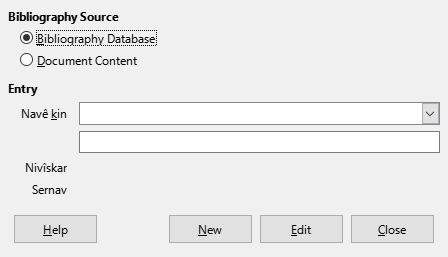 Bibliography Source
Bibliography Database
Document Content
Entry
Navê kin
Nivîskar
Sernav
Help New Edit Close